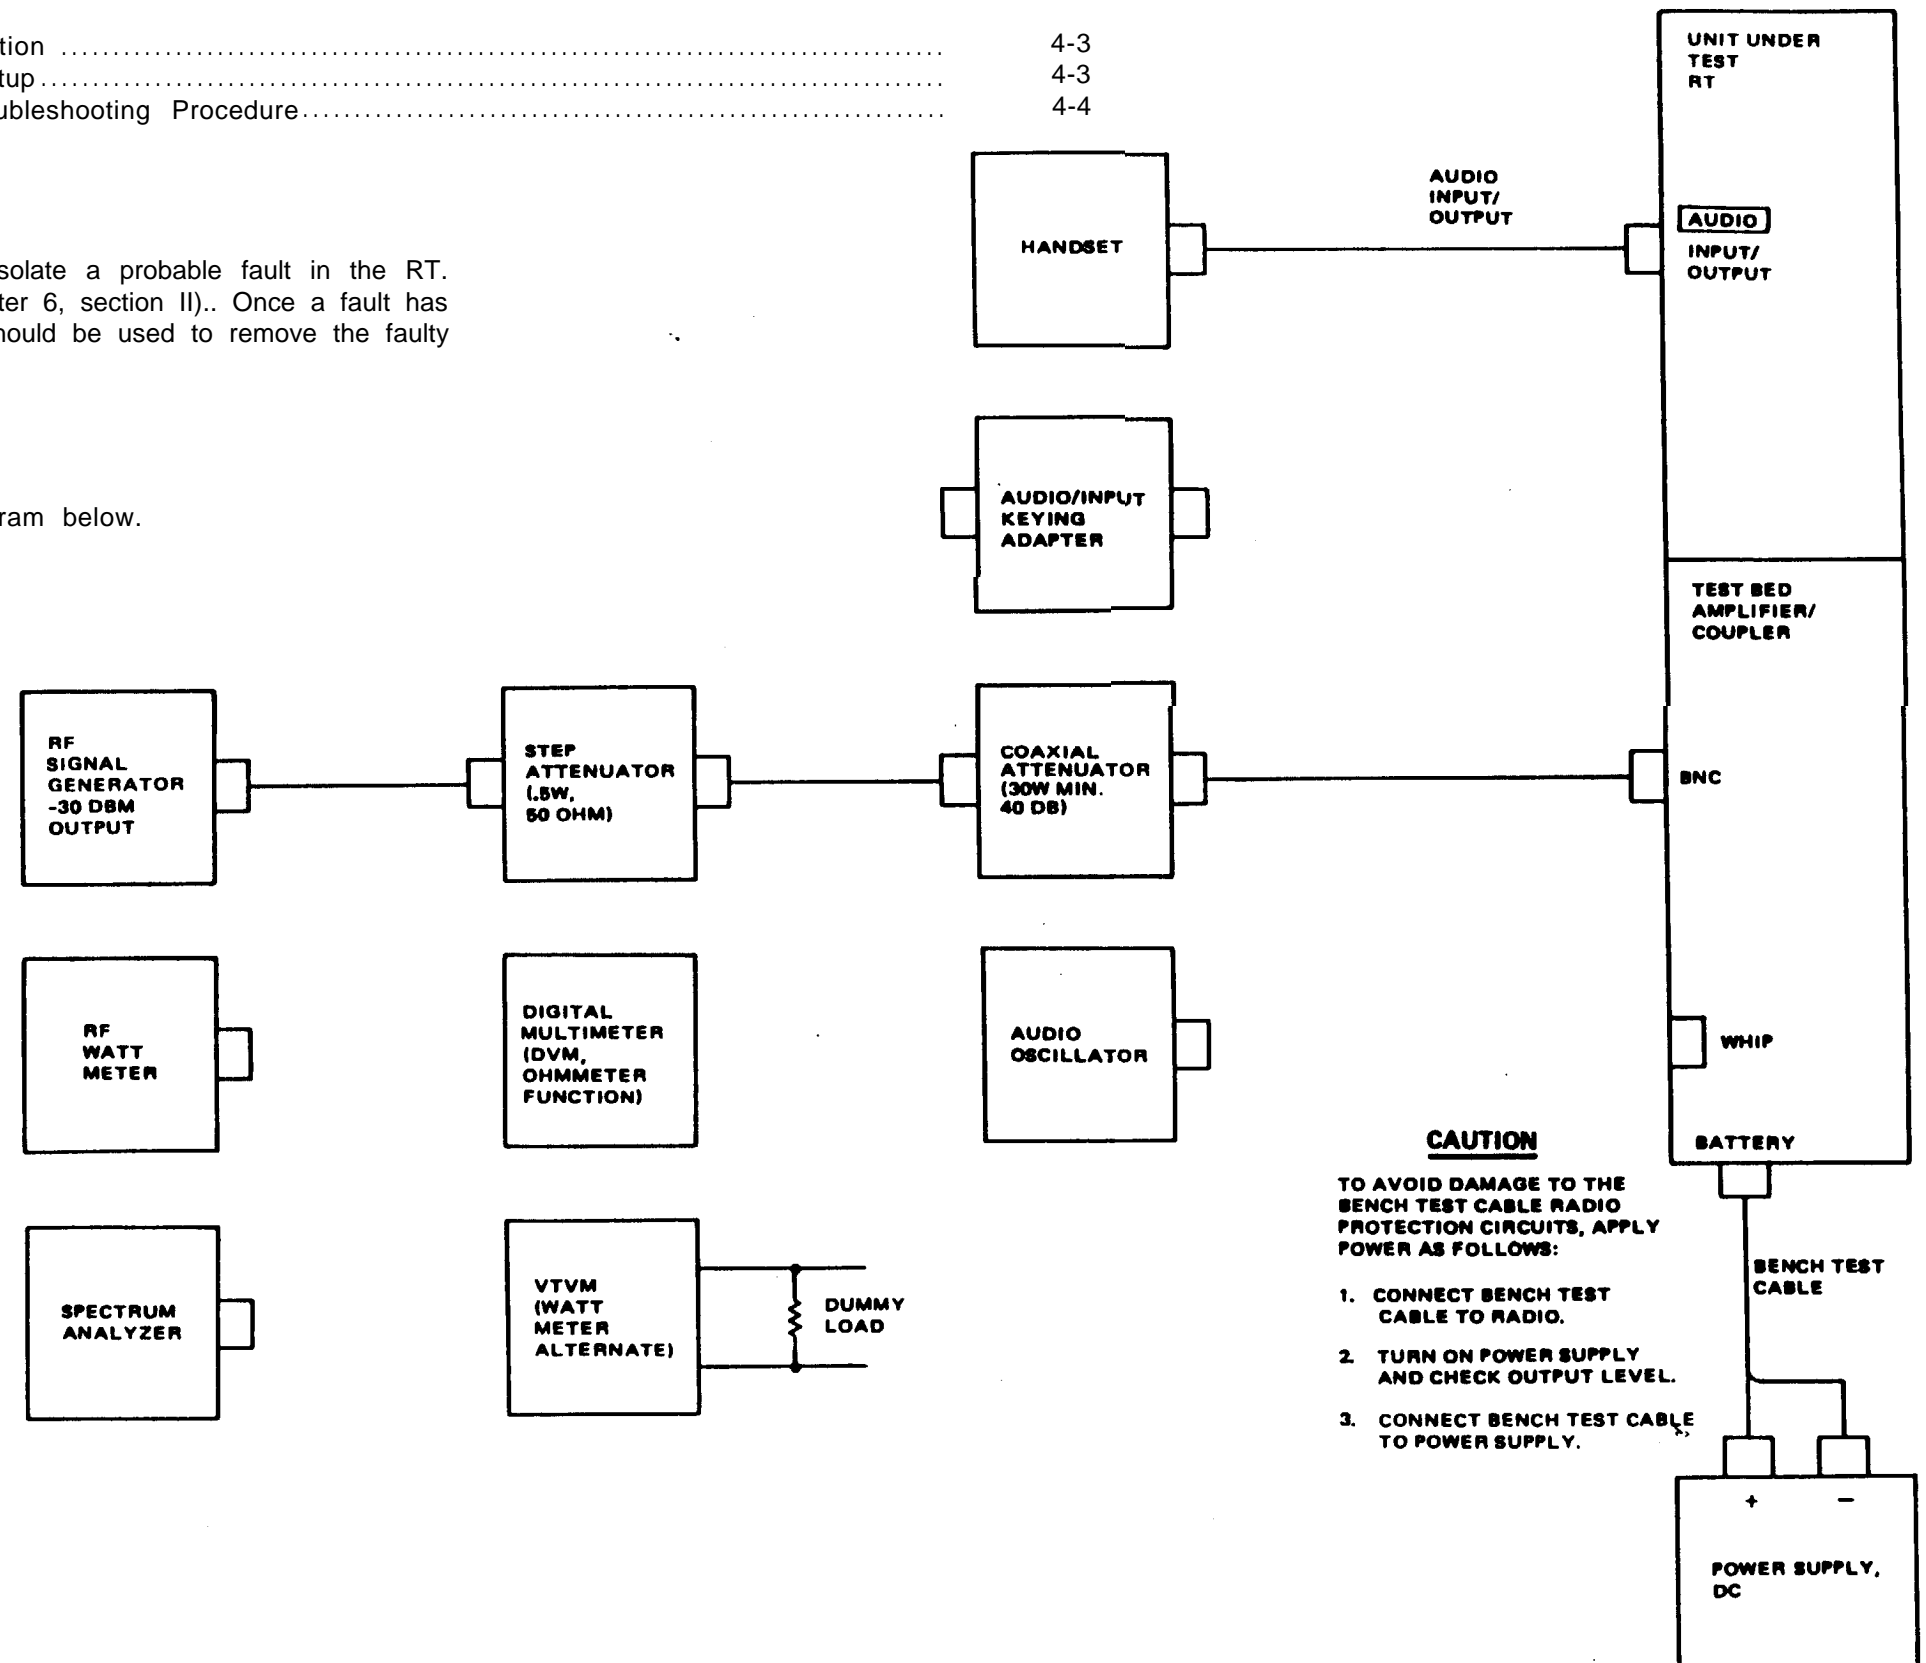 tion ........................................ 4-3
tup ........................................ 4-3
ubleshooting Procedure ........................................ 4-4
solate a probable fault in the RT.
ter 6, section II).. Once a fault has
hould be used to remove the faulty
ram below.
HANDSET
AUDIO
INPUT/
OUTPUT
UNIT UNDER
TEST
RT
AUDIO
INPUT/
OUTPUT
AUDIO/INPUT
KEYING
ADAPTER
TEST BED
AMPLIFIER/
COUPLER
RF
SIGNAL
GENERATOR
-30 DBM
OUTPUT
STEP
ATTENUATOR
(.5W,
50 OHM)
COAXIAL
ATTENUATOR
(30W MIN.
40 DB)
BNC
RF
WATT
METER
DIGITAL
MULTIMETER
(DVM,
OHMMETER
FUNCTION)
AUDIO
OSCILLATOR
WHIP
BATTERY
SPECTRUM
ANALYZER
VTVM
(WATT
METER
ALTERNATE)
DUMMY
LOAD
CAUTION
TO AVOID DAMAGE TO THE
BENCH TEST CABLE RADIO
PROTECTION CIRCUITS, APPLY
POWER AS FOLLOWS:
1. CONNECT BENCH TEST
CABLE TO RADIO.
2. TURN ON POWER SUPPLY
AND CHECK OUTPUT LEVEL.
3. CONNECT BENCH TEST CABLE
TO POWER SUPPLY.
BENCH TEST
CABLE
+ −
POWER SUPPLY,
DC